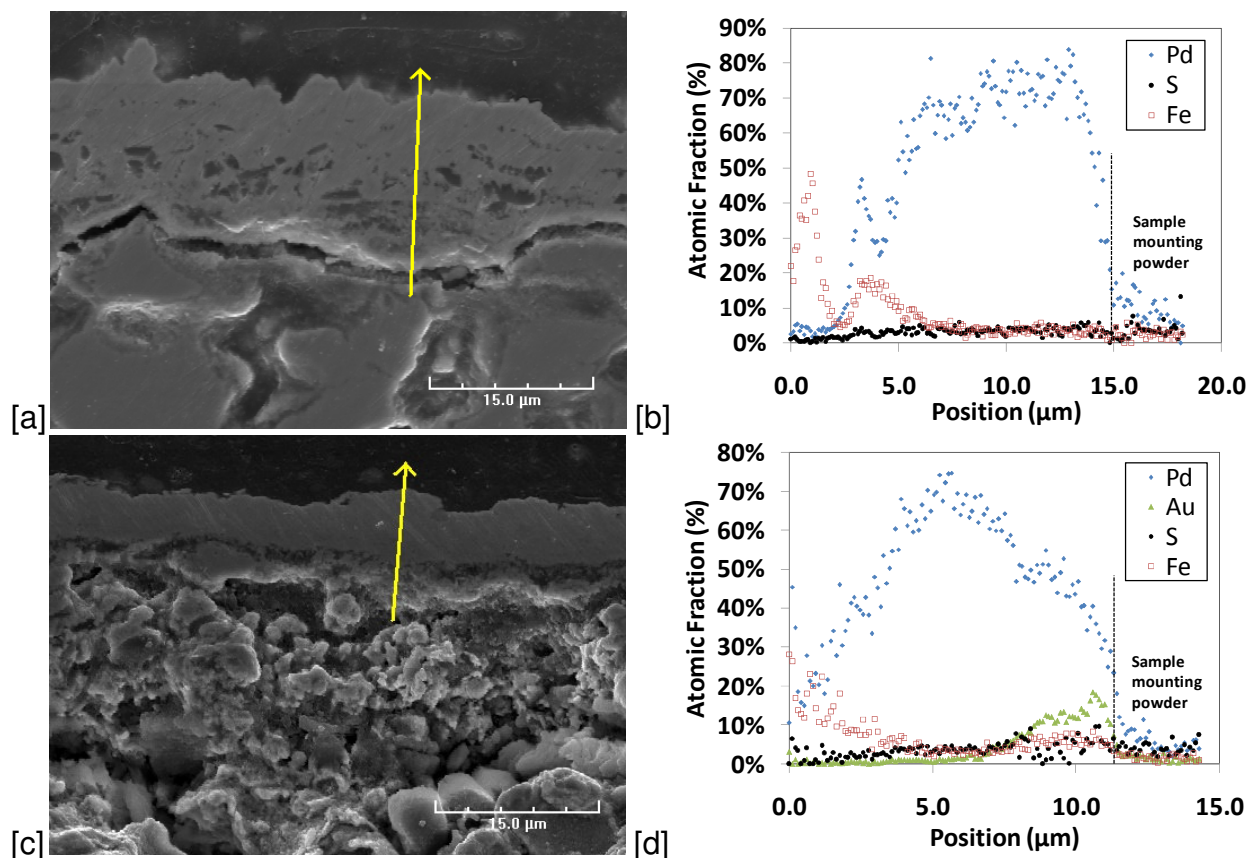 [a]
15.0 µm
[b]
90%
80%
70%
60%
50%
40%
30%
20%
10%
0%
Atomic Fraction (%)
Pd
S
Fe
Sample
mounting
powder
0.0 5.0 10.0 15.0 20.0
Position (µm)
[c]
15.0 µm
[d]
80%
70%
60%
50%
40%
30%
20%
10%
0%
Atomic Fraction (%)
Pd
Au
S
Fe
Sample
mounting
powder
0.0 5.0 10.0 15.0
Position (µm)